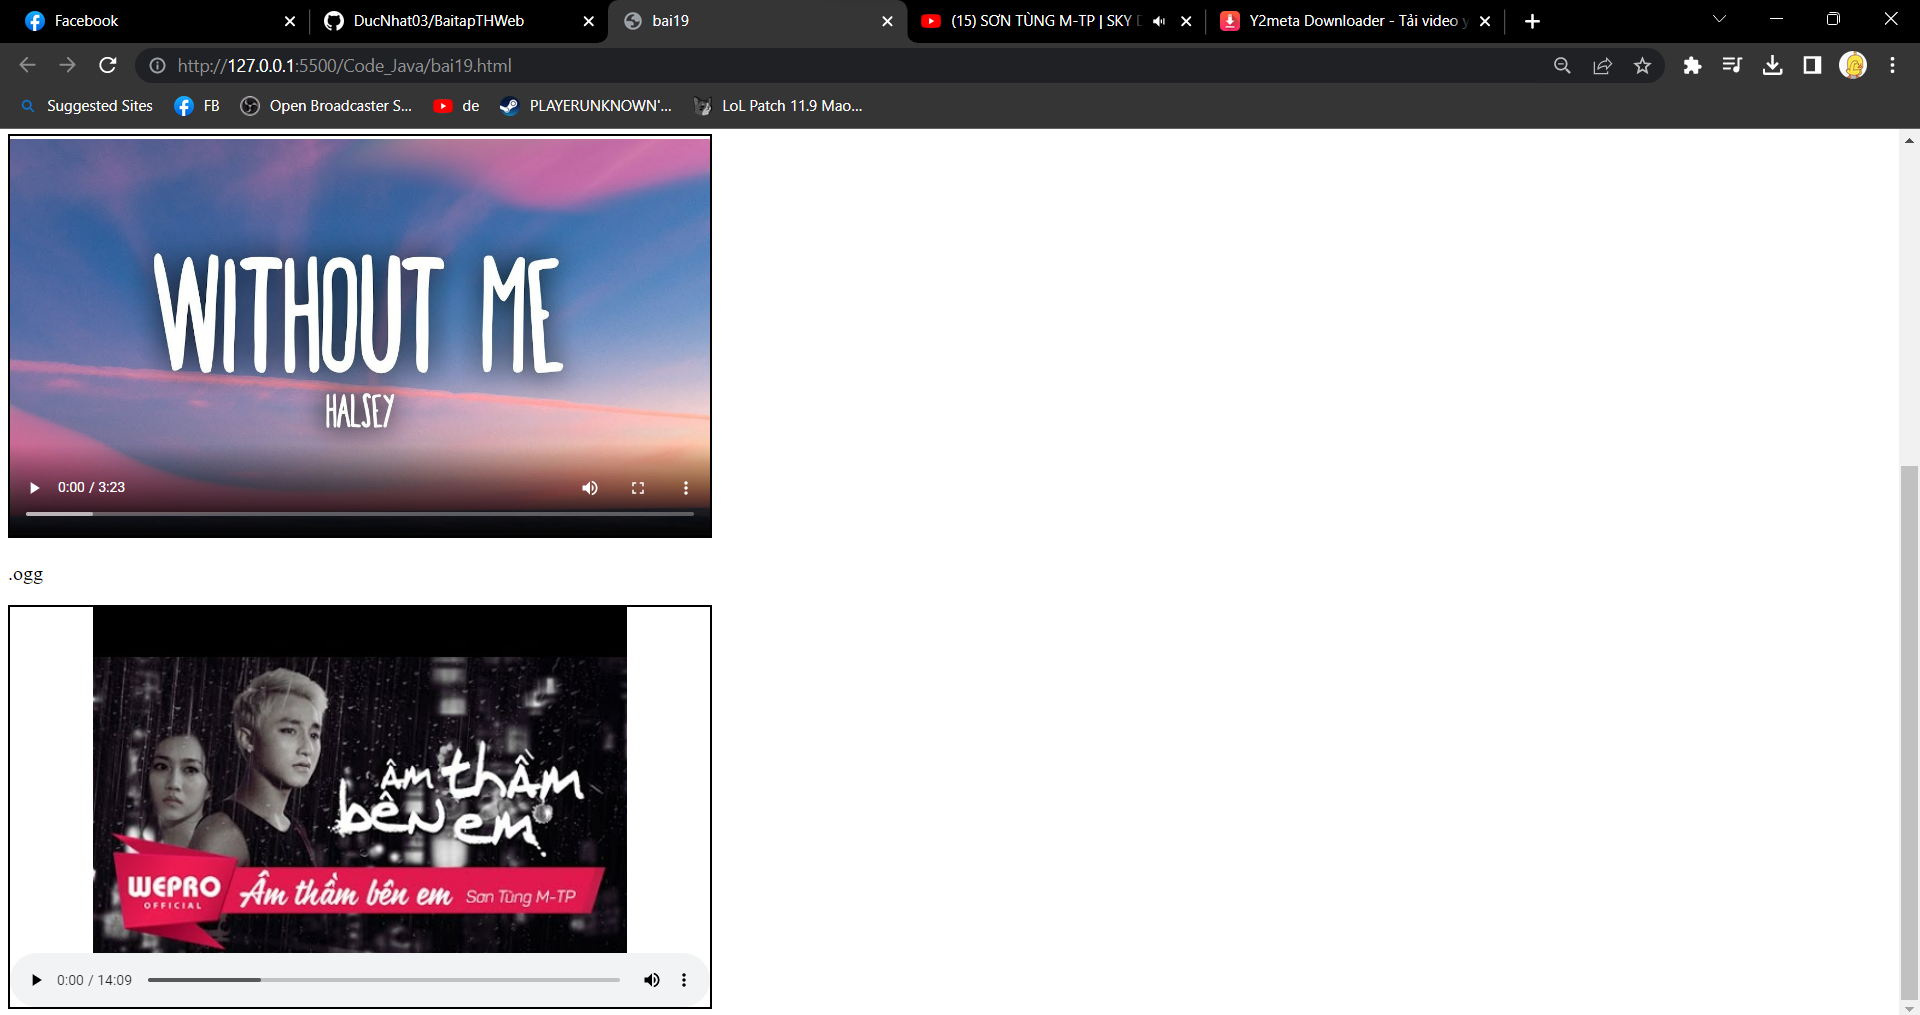 Facebook
DucNhat03/BaitapTHWeb
bai19
(15) SƠN TÙNG M-TP | SKY
Y2meta Downloader - Tải video
http://127.0.0.1:5500/Code_Java/bai19.html
Suggested Sites
FB
Open Broadcaster S...
de
PLAYERUNKNOWN'...
LoL Patch 11.9 Mao...
WITHOUT ME
HALSEY
0:00 / 3:23
.ogg
ÂM thẦM
bÊN em
WEPRO
OFFICIAL
Âm thầm bên em Sơn Tùng M-TP
0:00 / 14:09